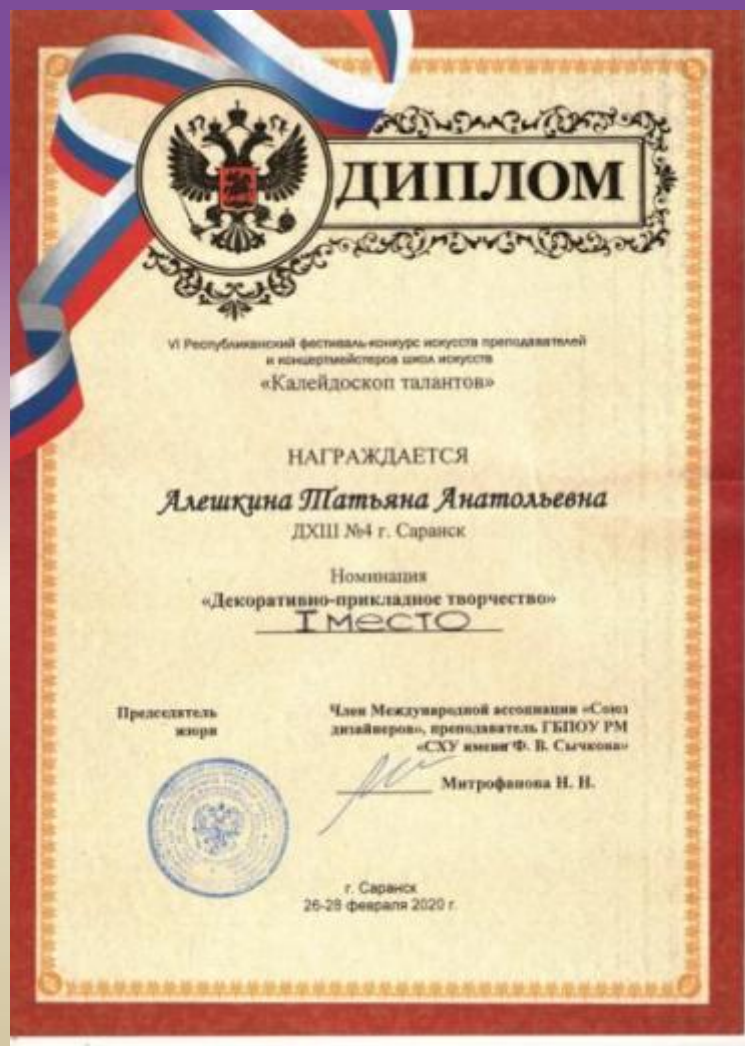 ДИПЛОМ
VI Республиканский фестиваль-конкурс искусств преподавателей
и концертмейстеров школ искусств
«Калейдоскоп талантов»
НАГРАЖДАЕТСЯ
Алешкина Татьяна Анатольевна
ДХШ №4 г. Саранск
Номинация
«Декоративно-прикладное творчество»
I место
Председатель
жюри
Член Международной ассоциации «Союз
дизайнеров», преподаватель ГБПОУ РМ
«СХУ имени Ф. В. Сычкова»
Митрофанова Н. Н.
г. Саранск
26-28 февраля 2020 г.